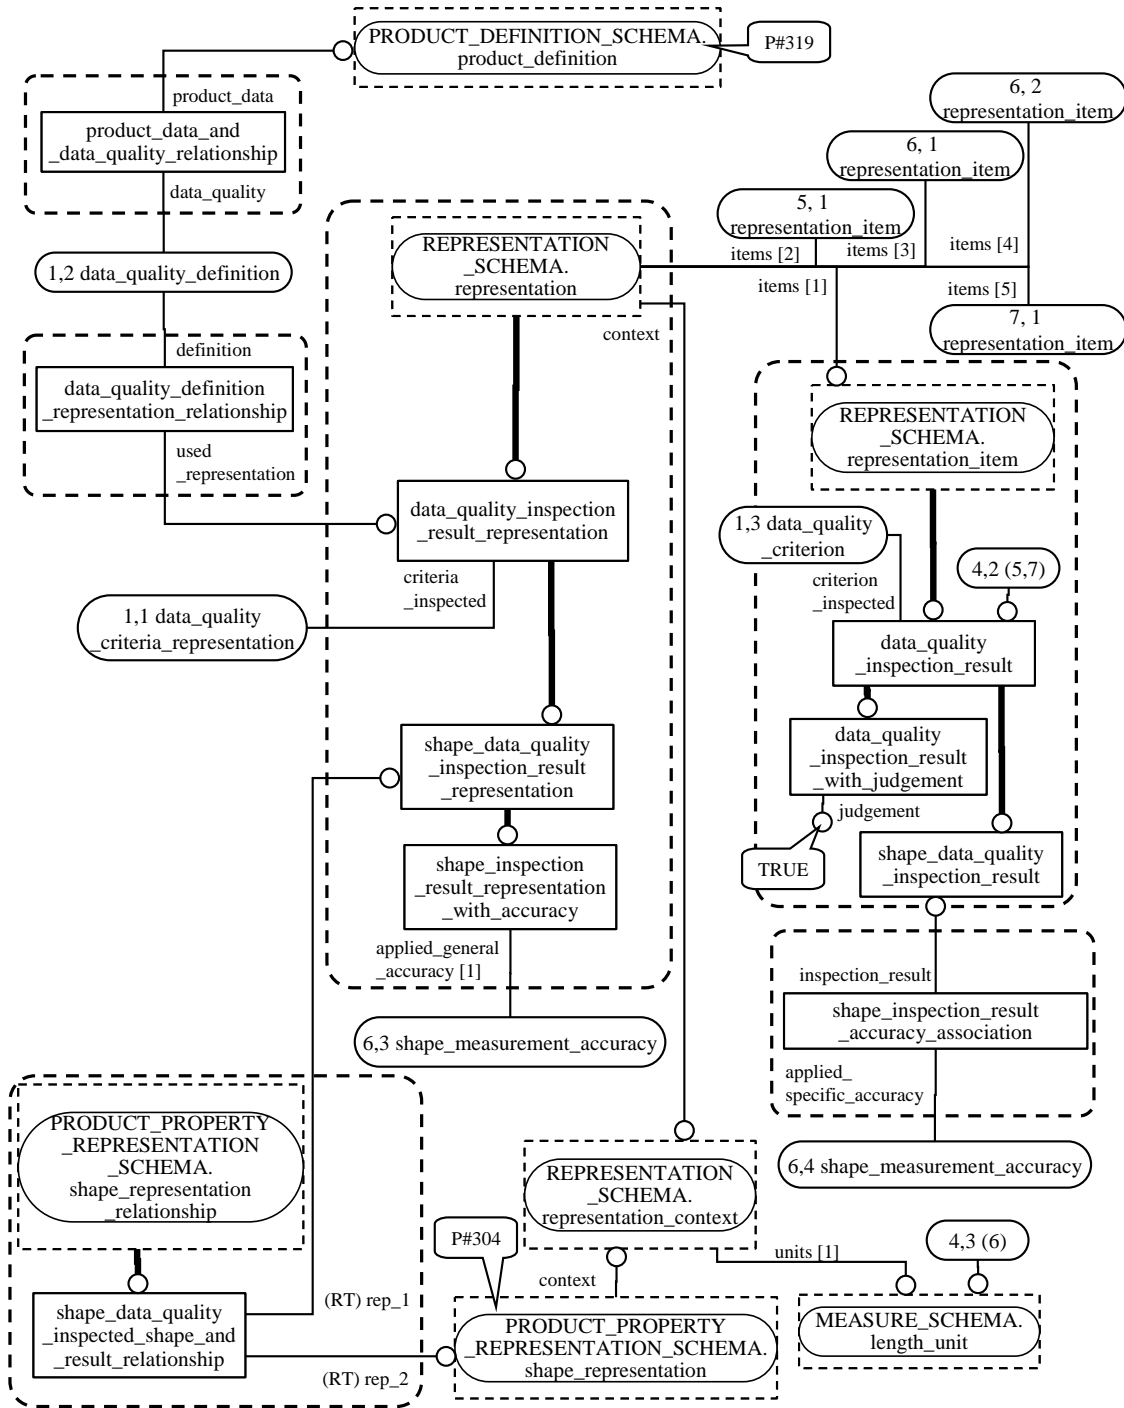 PRODUCT_DEFINITION_SCHEMA.
product_definition
P#319
product_data
product_data_and
_data_quality_relationship
data_quality
6, 2
representation_item
6, 1
representation_item
5, 1
representation_item
items [2]
items [3]
items [4]
items [1]
items [5]
7, 1
representation_item
REPRESENTATION
_SCHEMA.
representation
context
1,2 data_quality_definition
definition
data_quality_definition
_representation_relationship
used
_representation
REPRESENTATION
_SCHEMA.
representation_item
data_quality_inspection
_result_representation
criteria
_inspected
1,1 data_quality
_criteria_representation
1,3 data_quality
_criterion
criterion
_inspected
4,2 (5,7)
data_quality
_inspection_result
data_quality
_inspection_result
_with_judgement
judgement
TRUE
shape_data_quality
_inspection_result
shape_data_quality
_inspection_result
_representation
shape_inspection
_result_representation
_with_accuracy
applied_general
_accuracy [1]
6,3 shape_measurement_accuracy
inspection_result
shape_inspection_result
_accuracy_association
applied_
specific_accuracy
6,4 shape_measurement_accuracy
PRODUCT_PROPERTY
_REPRESENTATION
_SCHEMA.
shape_representation
_relationship
REPRESENTATION
_SCHEMA.
representation_context
P#304
context
units [1]
4,3 (6)
shape_data_quality
_inspected_shape_and
_result_relationship
(RT) rep_1
(RT) rep_2
PRODUCT_PROPERTY
_REPRESENTATION_SCHEMA.
shape_representation
MEASURE_SCHEMA.
length_unit